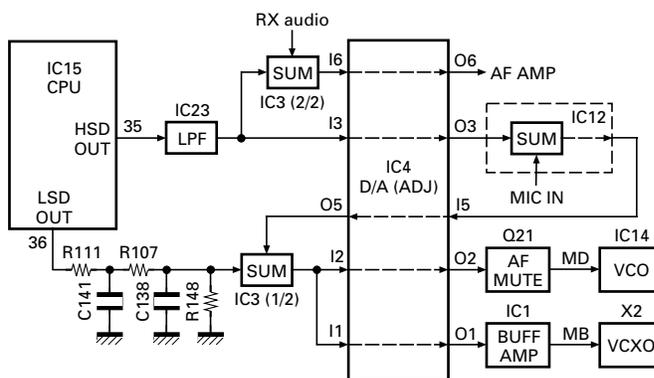 RX audio
IC15
CPU
SUM
I6
O6
AF AMP
IC3 (2/2)
IC23
HSD
OUT
35
LPF
I3
O3
IC12
SUM
IC4
D/A (ADJ)
MIC IN
LSD
OUT
O5
I5
36
R111
R107
SUM
I2
O2
Q21
AF
MUTE
MD
IC14
VCO
C141
C138
R148
IC3 (1/2)
I1
O1
IC1
BUFF
AMP
MB
X2
VCXO